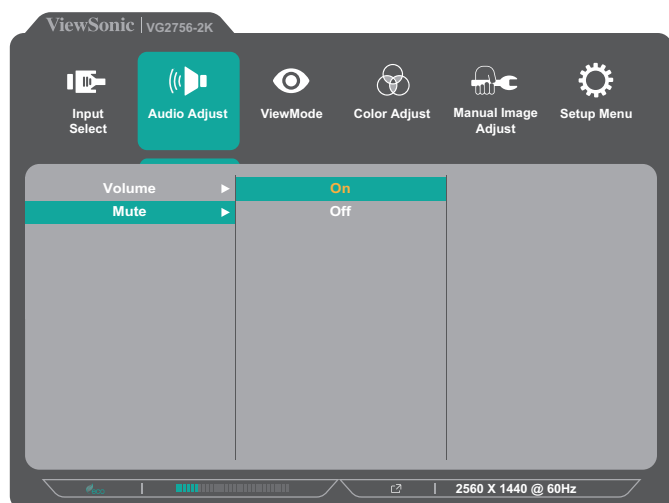 ViewSonic | VG2756-2K
Input Select
Audio Adjust
ViewMode
Color Adjust
Manual Image Adjust
Setup Menu
Volume
On
Mute
Off
eco
2560 X 1440 @ 60Hz